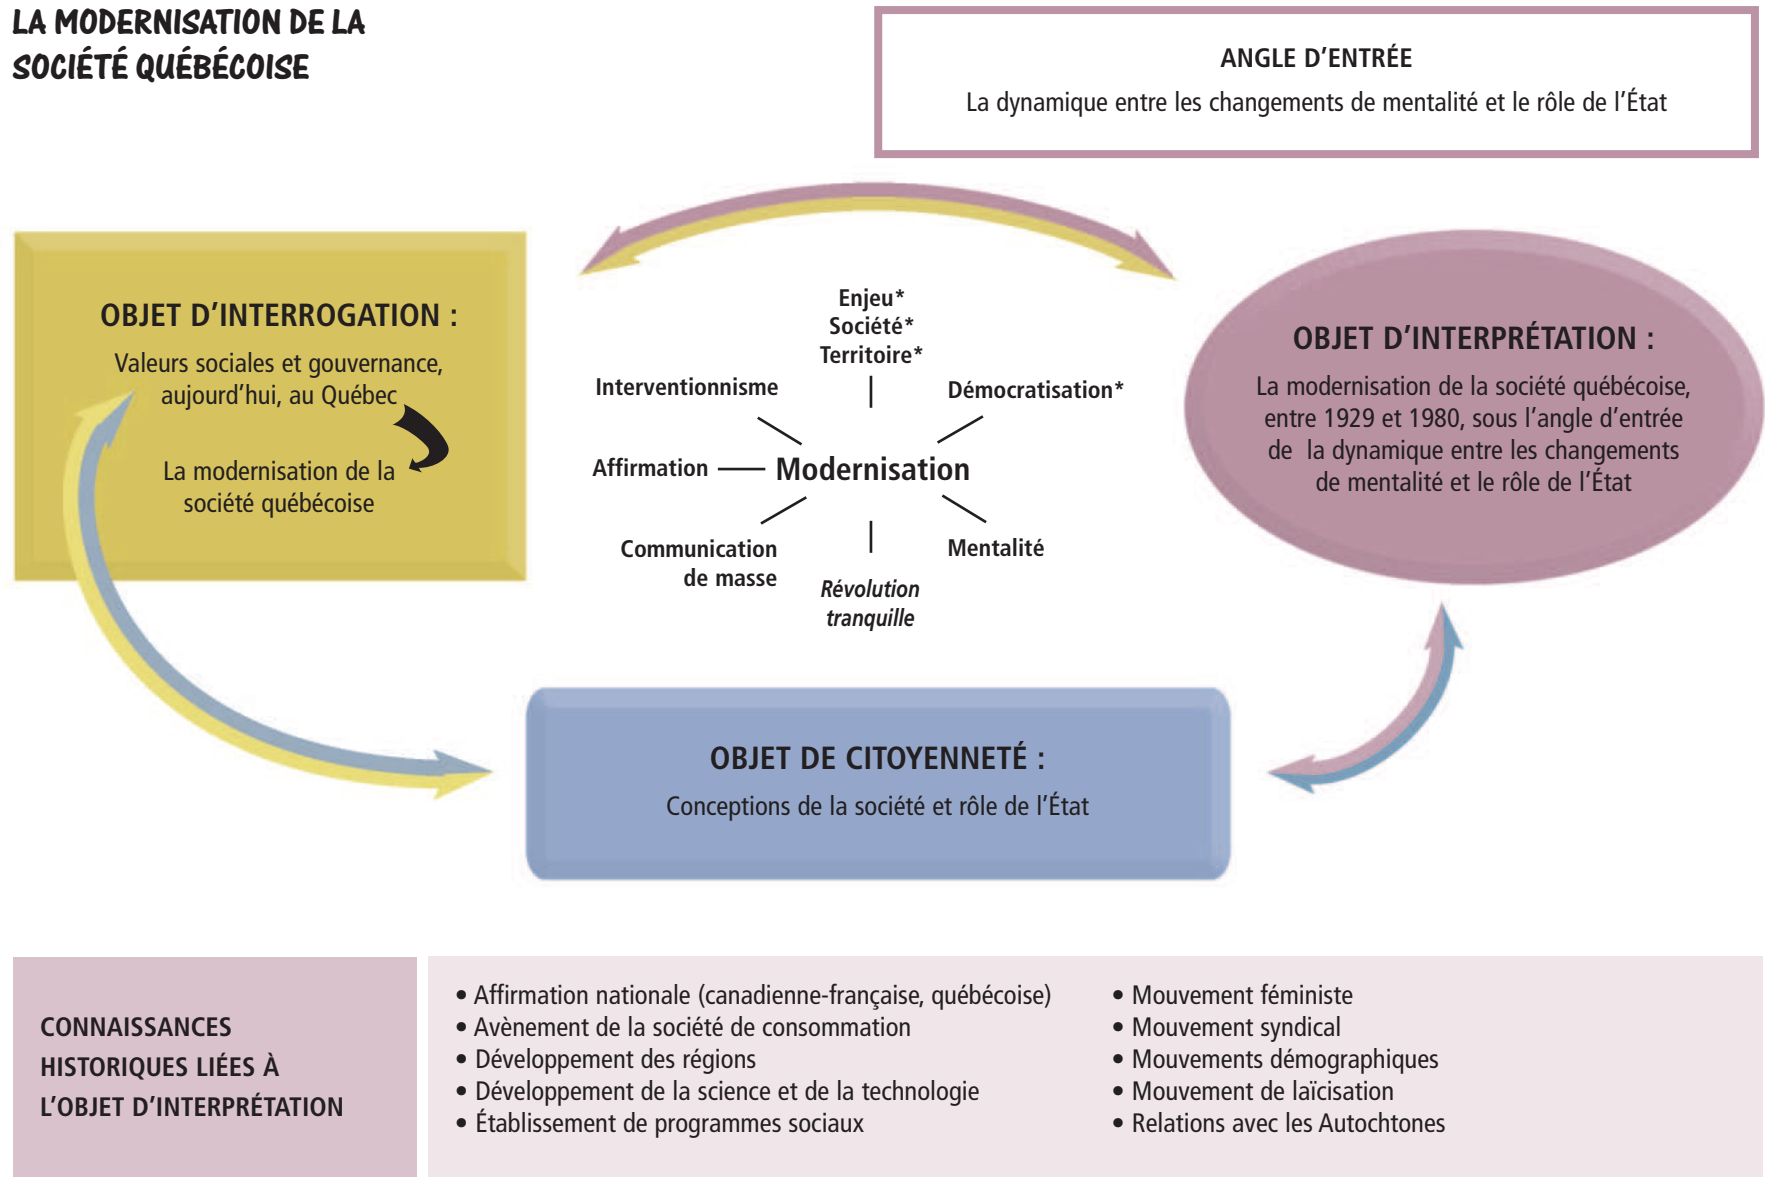 LA MODERNISATION DE LA
SOCIÉTÉ QUÉBÉCOISE
ANGLE D'ENTRÉE
La dynamique entre les changements de mentalité et le rôle de l'État
OBJET D'INTERROGATION :
Valeurs sociales et gouvernance,
aujourd'hui, au Québec
La modernisation de la
société québécoise
Enjeu*
Société*
Territoire*
Interventionnisme
Démocratisation*
Affirmation
Modernisation
Communication
de masse
Mentalité
Révolution
tranquille
OBJET D'INTERPRÉTATION :
La modernisation de la société québécoise,
entre 1929 et 1980, sous l'angle d'entrée
de  la dynamique entre les changements
de mentalité et le rôle de l'État
OBJET DE CITOYENNETÉ :
Conceptions de la société et rôle de l'État
CONNAISSANCES
HISTORIQUES LIÉES À
L'OBJET D'INTERPRÉTATION
• Affirmation nationale (canadienne-française, québécoise)
• Avènement de la société de consommation
• Développement des régions
• Développement de la science et de la technologie
• Établissement de programmes sociaux
• Mouvement féministe
• Mouvement syndical
• Mouvements démographiques
• Mouvement de laïcisation
• Relations avec les Autochtones